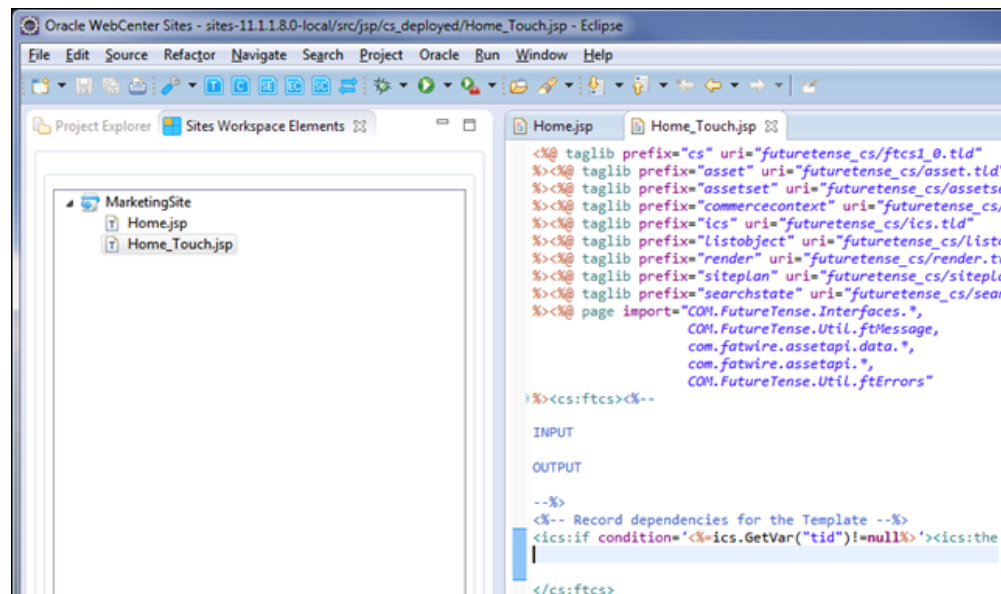 Oracle WebCenter Sites - sites-11.1.1.8.0-local/src/jsp/cs_deployed/Home_Touch.jsp - Eclipse
File Edit Source Refactor Navigate Search Project Oracle Run Window Help
T C SE EC SC
Project Explorer Sites Workspace Elements
Home.jsp Home_Touch.jsp
MarketingSite
T Home.jsp
T Home_Touch.jsp
<%@ taglib prefix="cs" uri="futuretense_cs/ftcs1_0.tld"
%><%@ taglib prefix="asset" uri="futuretense_cs/asset.tld"
%><%@ taglib prefix="assetset" uri="futuretense_cs/assets
%><%@ taglib prefix="commercecontext" uri="futuretense_cs/
%><%@ taglib prefix="ics" uri="futuretense_cs/ics.tld"
%><%@ taglib prefix="listobject" uri="futuretense_cs/listo
%><%@ taglib prefix="render" uri="futuretense_cs/render.t
%><%@ taglib prefix="siteplan" uri="futuretense_cs/sitepla
%><%@ taglib prefix="searchstate" uri="futuretense_cs/sear
%><%@ page import="COM.FutureTense.Interfaces.*,
COM.FutureTense.Util.ftMessage,
com.fatwire.assetapi.data.*,
com.fatwire.assetapi.*,
COM.FutureTense.Util.ftErrors"
%><cs:ftcs><%--
INPUT
OUTPUT
--%>
<%-- Record dependencies for the Template --%>
<ics:if condition='<%=ics.GetVar("tid")!=null%>'><ics:the
</cs:ftcs>